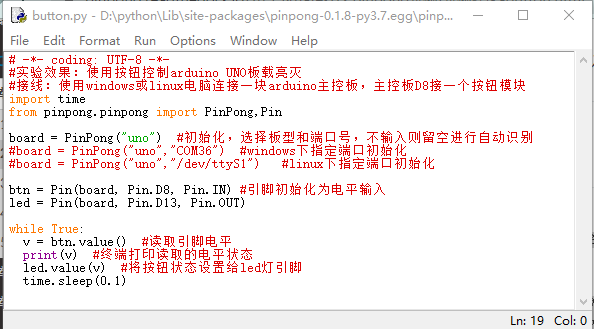 button.py - D:\python\Lib\site-packages\pinpong-0.1.8-py3.7.egg\pinp...
File Edit Format Run Options Window Help
# -*- coding: UTF-8 -*-
#实验效果：使用按钮控制arduino UNO板载亮灭
#接线：使用windows或linux电脑连接一块arduino主控板，主控板D8接一个按钮模块
import time
from pinpong.pinpong import PinPong,Pin
board = PinPong("uno")  #初始化，选择板型和端口号，不输入则留空进行自动识别
#board = PinPong("uno","COM36")  #windows下指定端口初始化
#board = PinPong("uno","/dev/ttyS1")   #linux下指定端口初始化
btn = Pin(board, Pin.D8, Pin.IN) #引脚初始化为电平输入
led = Pin(board, Pin.D13, Pin.OUT)
while True:
  v = btn.value()  #读取引脚电平
  print(v)  #终端打印读取的电平状态
  led.value(v)  #将按钮状态设置给led灯引脚
  time.sleep(0.1)
Ln: 19 Col: 0